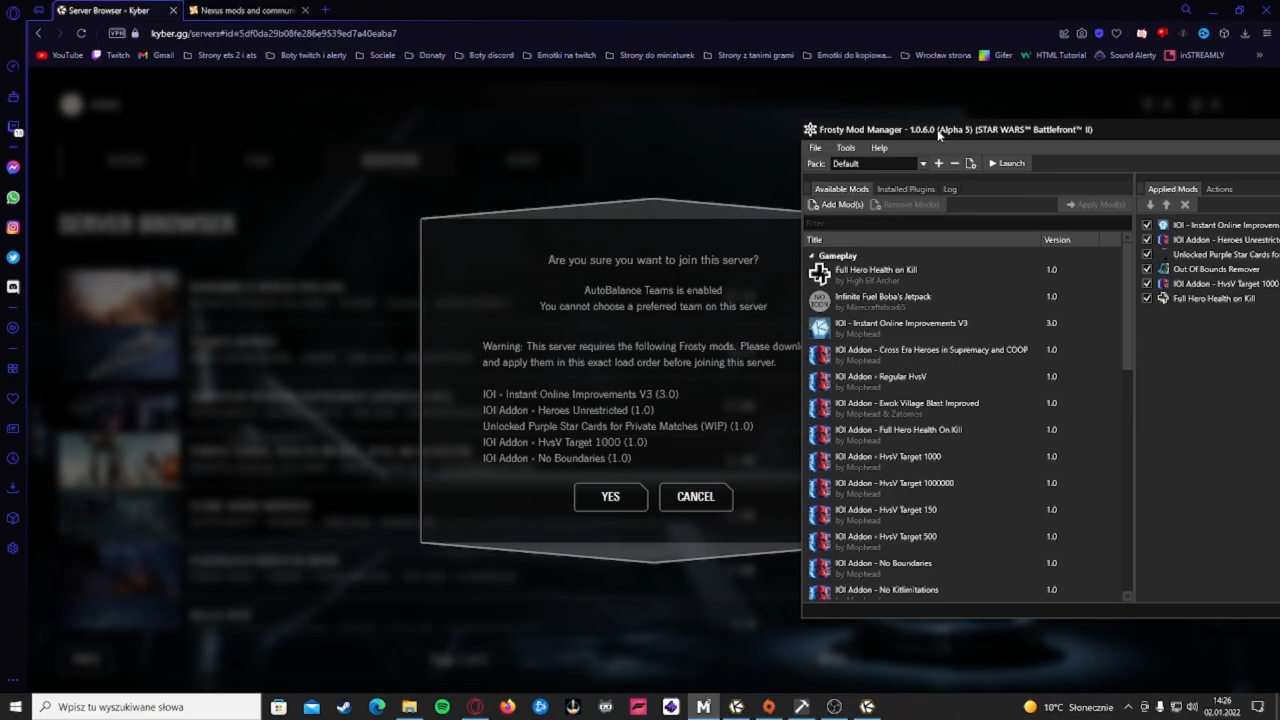 Server Browser • Kyber
Nexus mods and commun
kyber.gg/servers#id=5df0da29b08fe286e9539ed7a40eaba7
VPN
YouTube
Twitch
Gmail
Strony ets 2 i ats
Boty twitch i alerty
Sociale
Donaty
Boty discord
Emotki na twitch
Strony do miniaturek
Strony z tanimi grami
Emotki do kopiowa...
Wrocław strona
Gifer
HTML Tutorial
Sound Alerty
inSTREAMLY
SERVER BROWSER
Are you sure you want to join this server?
AutoBalance Teams is enabled
You cannot choose a preferred team on this server
Warning: This server requires the following Frosty mods. Please downl
and apply them in this exact load order before joining this server.
IOI - Instant Online Improvements V3 (3.0)
IOI Addon - Heroes Unrestricted (1.0)
Unlocked Purple Star Cards for Private Matches (WIP) (1.0)
IOI Addon - HvsV Target 1000 (1.0)
IOI Addon - No Boundaries (1.0)
YES
CANCEL
Frosty Mod Manager - 1.0.6.0 (Alpha 5) (STAR WARS™ Battlefront™ II)
File Tools Help
Pack: Default
Launch
Available Mods Installed Plugins Log
Add Mod(s) Remove Mod(s) Apply Mod(s)
Filter
Title Version
Gameplay
Full Hero Health on Kill 1.0
by High Elf Archer
NO ICON
Infinite Fuel Boba's Jetpack 1.0
by Minecraftxbox65
IOI - Instant Online Improvements V3 3.0
by Mophead
IOI Addon - Cross Era Heroes in Supremacy and COOP 1.0
by Mophead
IOI Addon - Regular HvsV 1.0
by Mophead
IOI Addon - Ewok Village Blast Improved 1.0
by Mophead & Zatomos
IOI Addon - Full Hero Health On Kill 1.0
by Mophead
IOI Addon - HvsV Target 1000 1.0
by Mophead
IOI Addon - HvsV Target 1000000 1.0
by Mophead
IOI Addon - HvsV Target 150 1.0
by Mophead
IOI Addon - HvsV Target 500 1.0
by Mophead
IOI Addon - No Boundaries 1.0
by Mophead
IOI Addon - No Kitlimitations 1.0
Applied Mods Actions
IOI - Instant Online Improvem
IOI Addon - Heroes Unrestricte
Unlocked Purple Star Cards fo
Out Of Bounds Remover
IOI Addon - HvsV Target 1000
Full Hero Health on Kill
Wpisz tu wyszukiwane słowa
10°C Słonecznie
14:26
02.01.2022